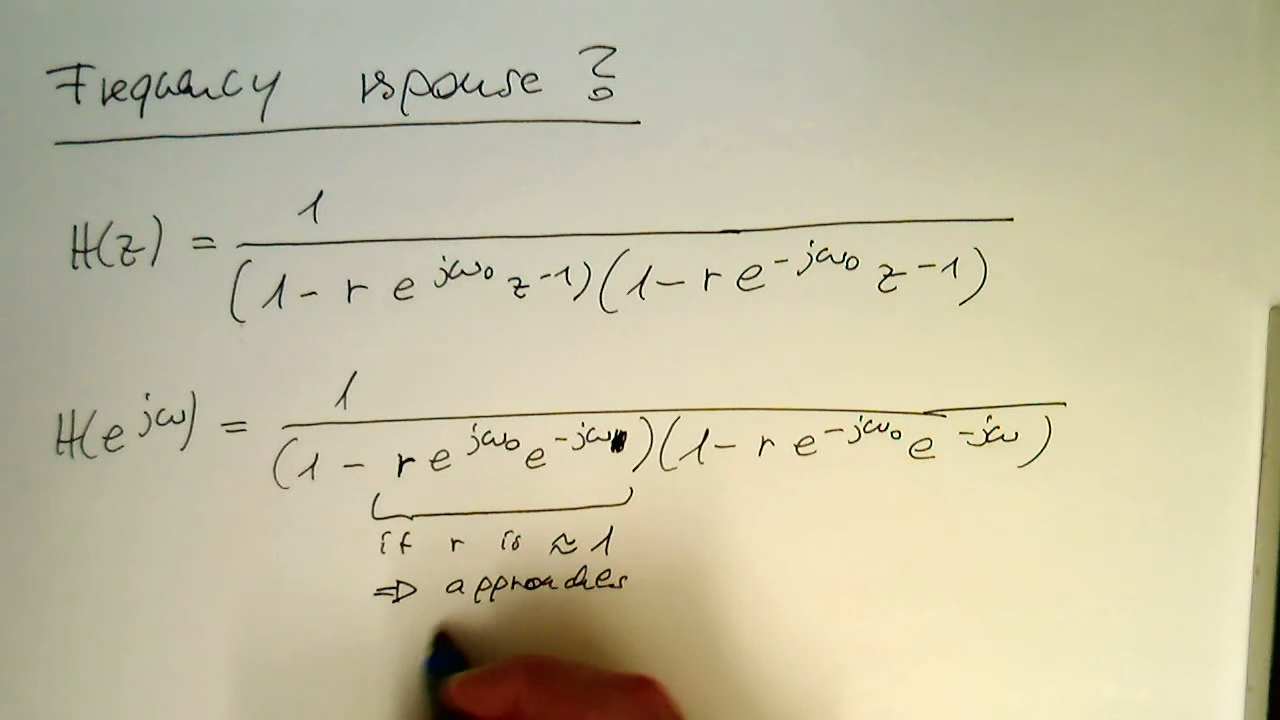 Frequency response ?
H(z) = 1 / (1 - r e^{jω₀} z^{-1})(1 - r e^{-jω₀} z^{-1})
H(e^{jω}) = 1 / (1 - r e^{jω₀} e^{-jω})(1 - r e^{-jω₀} e^{-jω})
if r is ≈ 1
⇒ approaches